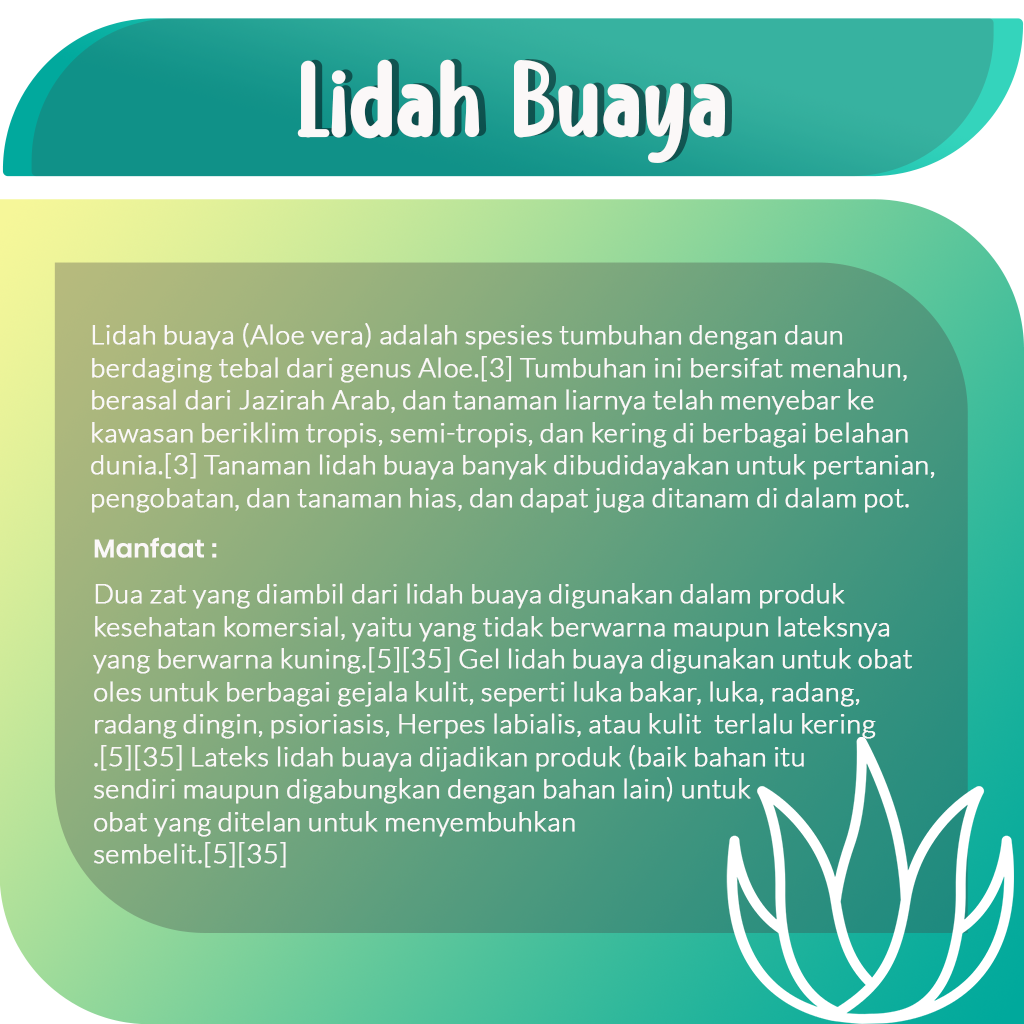 Lidah Buaya
Lidah buaya (Aloe vera) adalah spesies tumbuhan dengan daun
berdaging tebal dari genus Aloe.[3] Tumbuhan ini bersifat menahun,
berasal dari Jazirah Arab, dan tanaman liarnya telah menyebar ke
kawasan beriklim tropis, semi-tropis, dan kering di berbagai belahan
dunia.[3] Tanaman lidah buaya banyak dibudidayakan untuk pertanian,
pengobatan, dan tanaman hias, dan dapat juga ditanam di dalam pot.
Manfaat :
Dua zat yang diambil dari lidah buaya digunakan dalam produk
kesehatan komersial, yaitu yang tidak berwarna maupun lateksnya
yang berwarna kuning.[5][35] Gel lidah buaya digunakan untuk obat
oles untuk berbagai gejala kulit, seperti luka bakar, luka, radang,
radang dingin, psioriasis, Herpes labialis, atau kulit  terlalu kering
.[5][35] Lateks lidah buaya dijadikan produk (baik bahan itu
sendiri maupun digabungkan dengan bahan lain) untuk
obat yang ditelan untuk menyembuhkan
sembelit.[5][35]